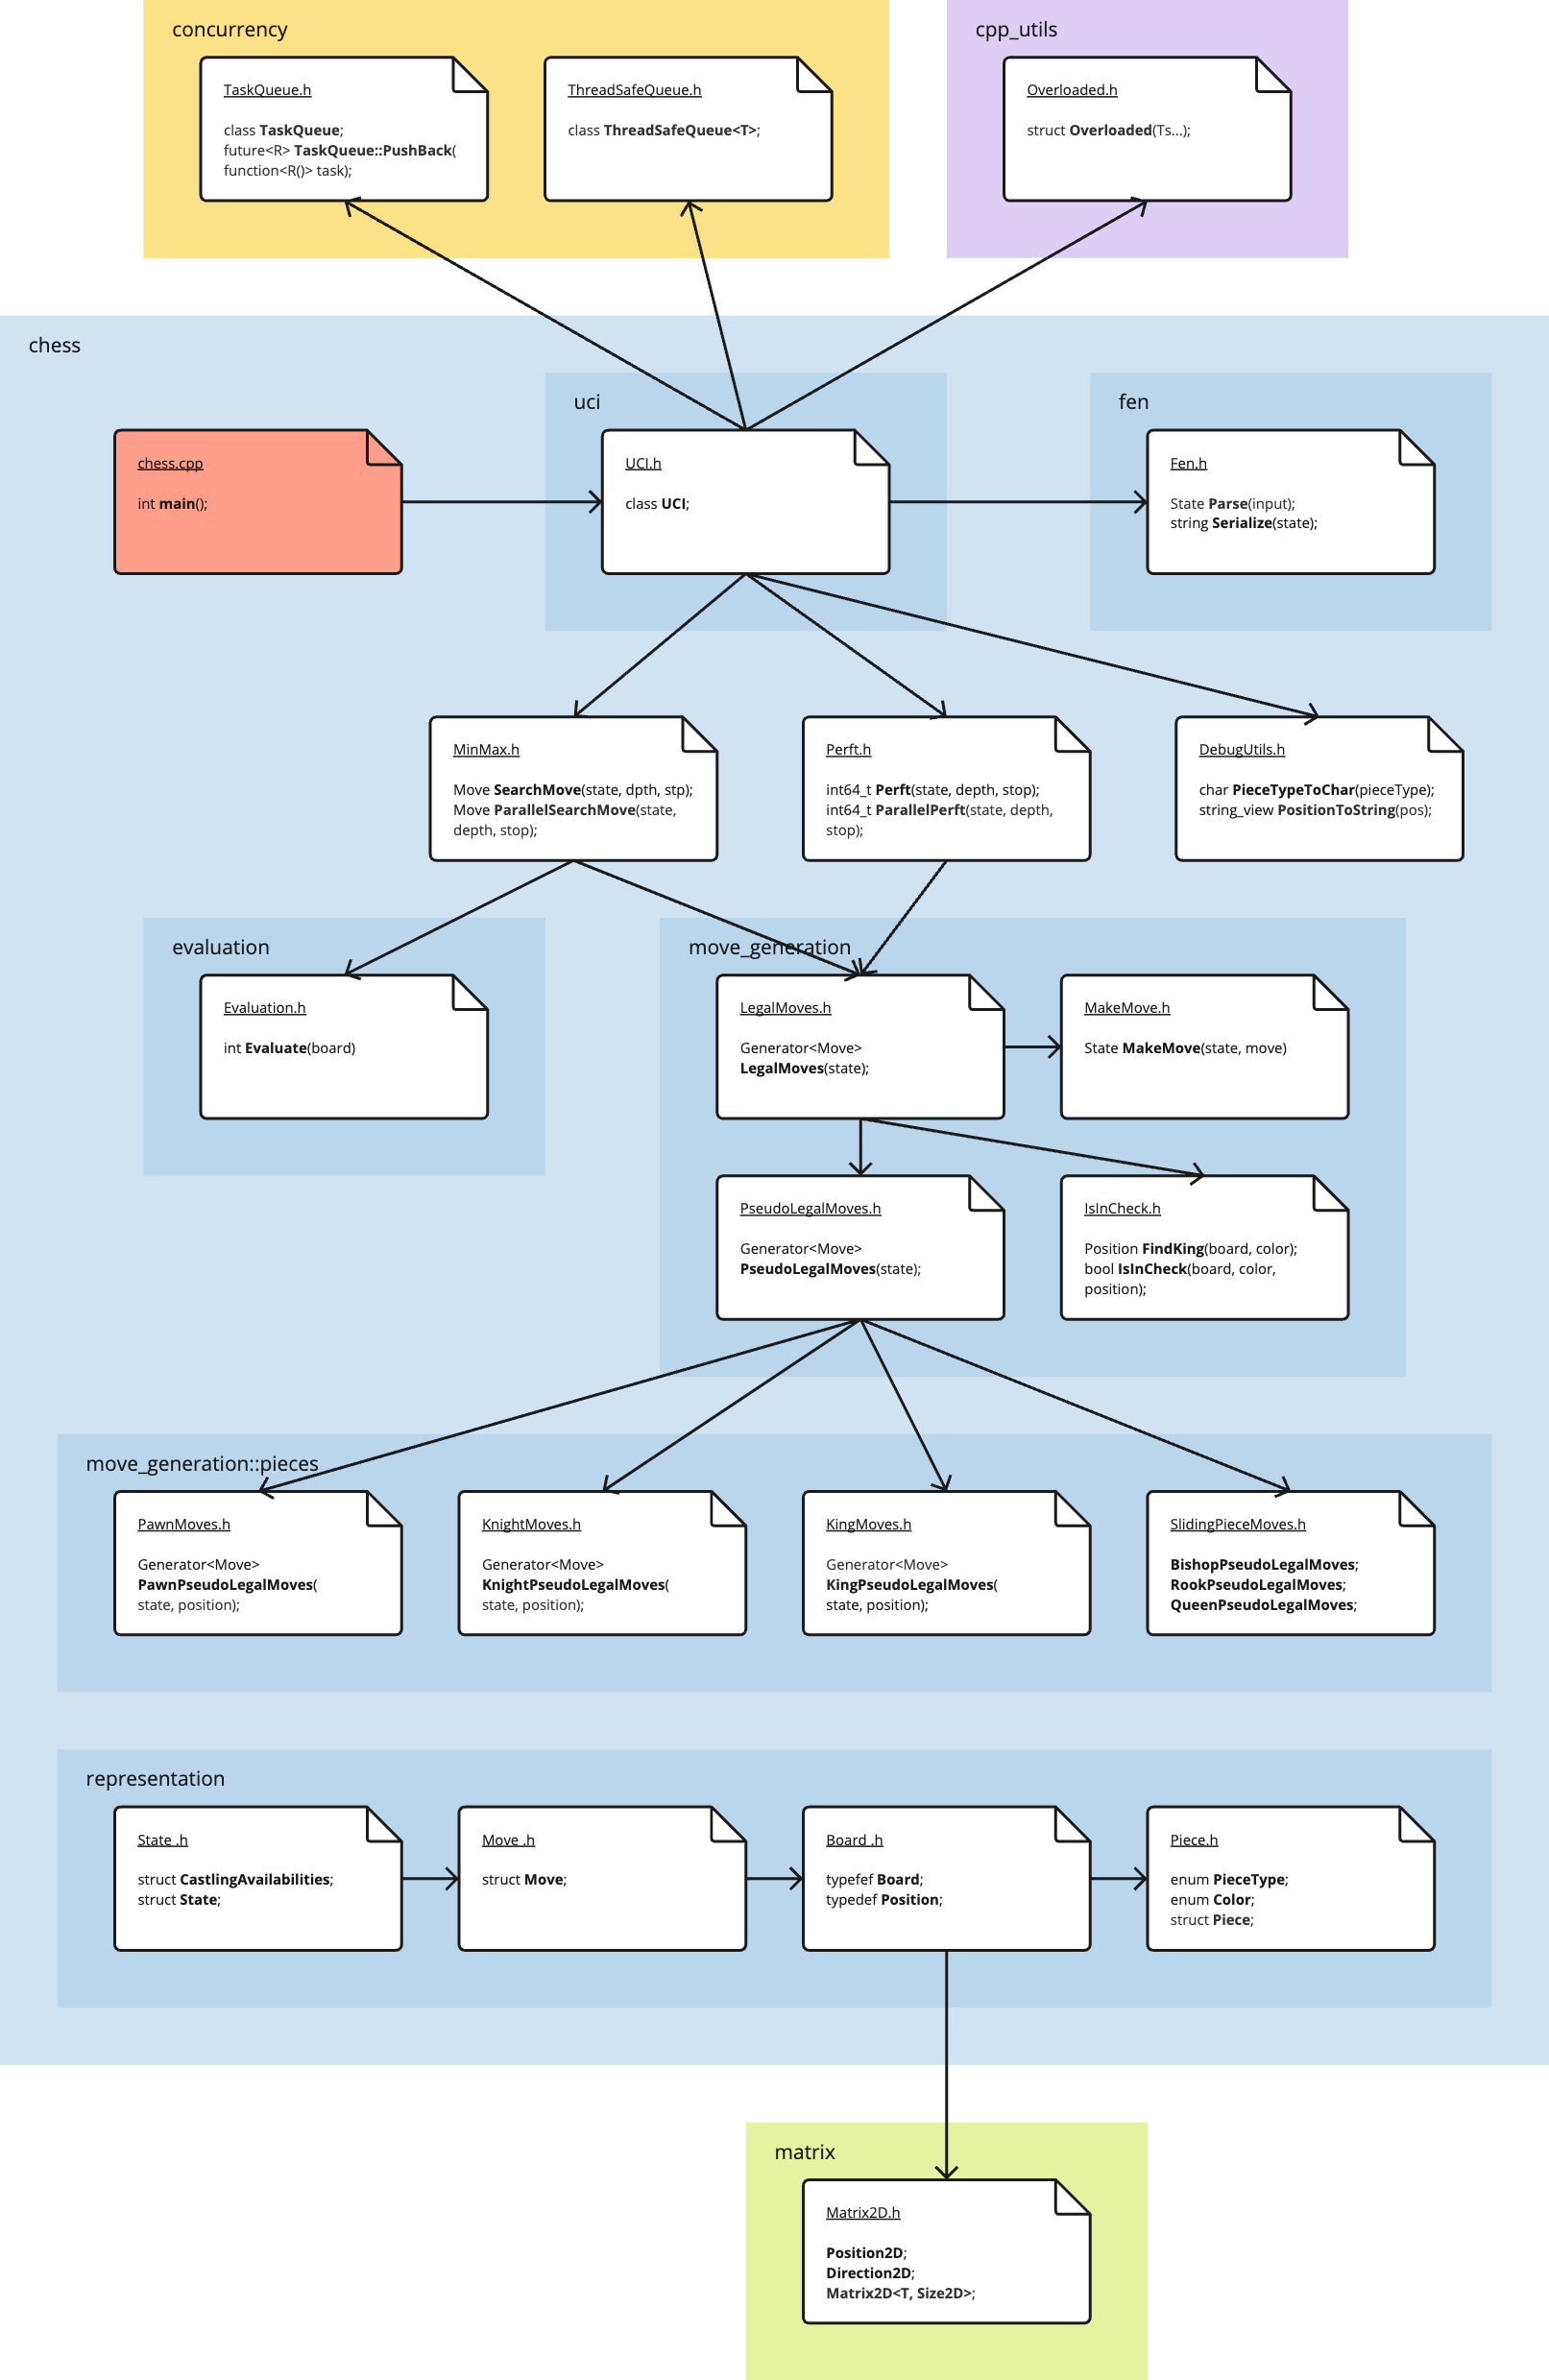 concurrency
TaskQueue.h
class TaskQueue;
future<R> TaskQueue::PushBack(
function<R()> task);
ThreadSafeQueue.h
class ThreadSafeQueue<T>;
cpp_utils
Overloaded.h
struct Overloaded(Ts...);
chess
chess.cpp
int main();
uci
UCI.h
class UCI;
fen
Fen.h
State Parse(input);
string Serialize(state);
MinMax.h
Move SearchMove(state, dpth, stp);
Move ParallelSearchMove(state,
depth, stop);
Perft.h
int64_t Perft(state, depth, stop);
int64_t ParallelPerft(state, depth,
stop);
DebugUtils.h
char PieceTypeToChar(pieceType);
string_view PositionToString(pos);
evaluation
Evaluation.h
int Evaluate(board)
move_generation
LegalMoves.h
Generator<Move>
LegalMoves(state);
MakeMove.h
State MakeMove(state, move)
PseudoLegalMoves.h
Generator<Move>
PseudoLegalMoves(state);
IsInCheck.h
Position FindKing(board, color);
bool IsInCheck(board, color,
position);
move_generation::pieces
PawnMoves.h
Generator<Move>
PawnPseudoLegalMoves(
state, position);
KnightMoves.h
Generator<Move>
KnightPseudoLegalMoves(
state, position);
KingMoves.h
Generator<Move>
KingPseudoLegalMoves(
state, position);
SlidingPieceMoves.h
BishopPseudoLegalMoves;
RookPseudoLegalMoves;
QueenPseudoLegalMoves;
representation
State .h
struct CastlingAvailabilities;
struct State;
Move .h
struct Move;
Board .h
typefef Board;
typedef Position;
Piece.h
enum PieceType;
enum Color;
struct Piece;
matrix
Matrix2D.h
Position2D;
Direction2D;
Matrix2D<T, Size2D>;